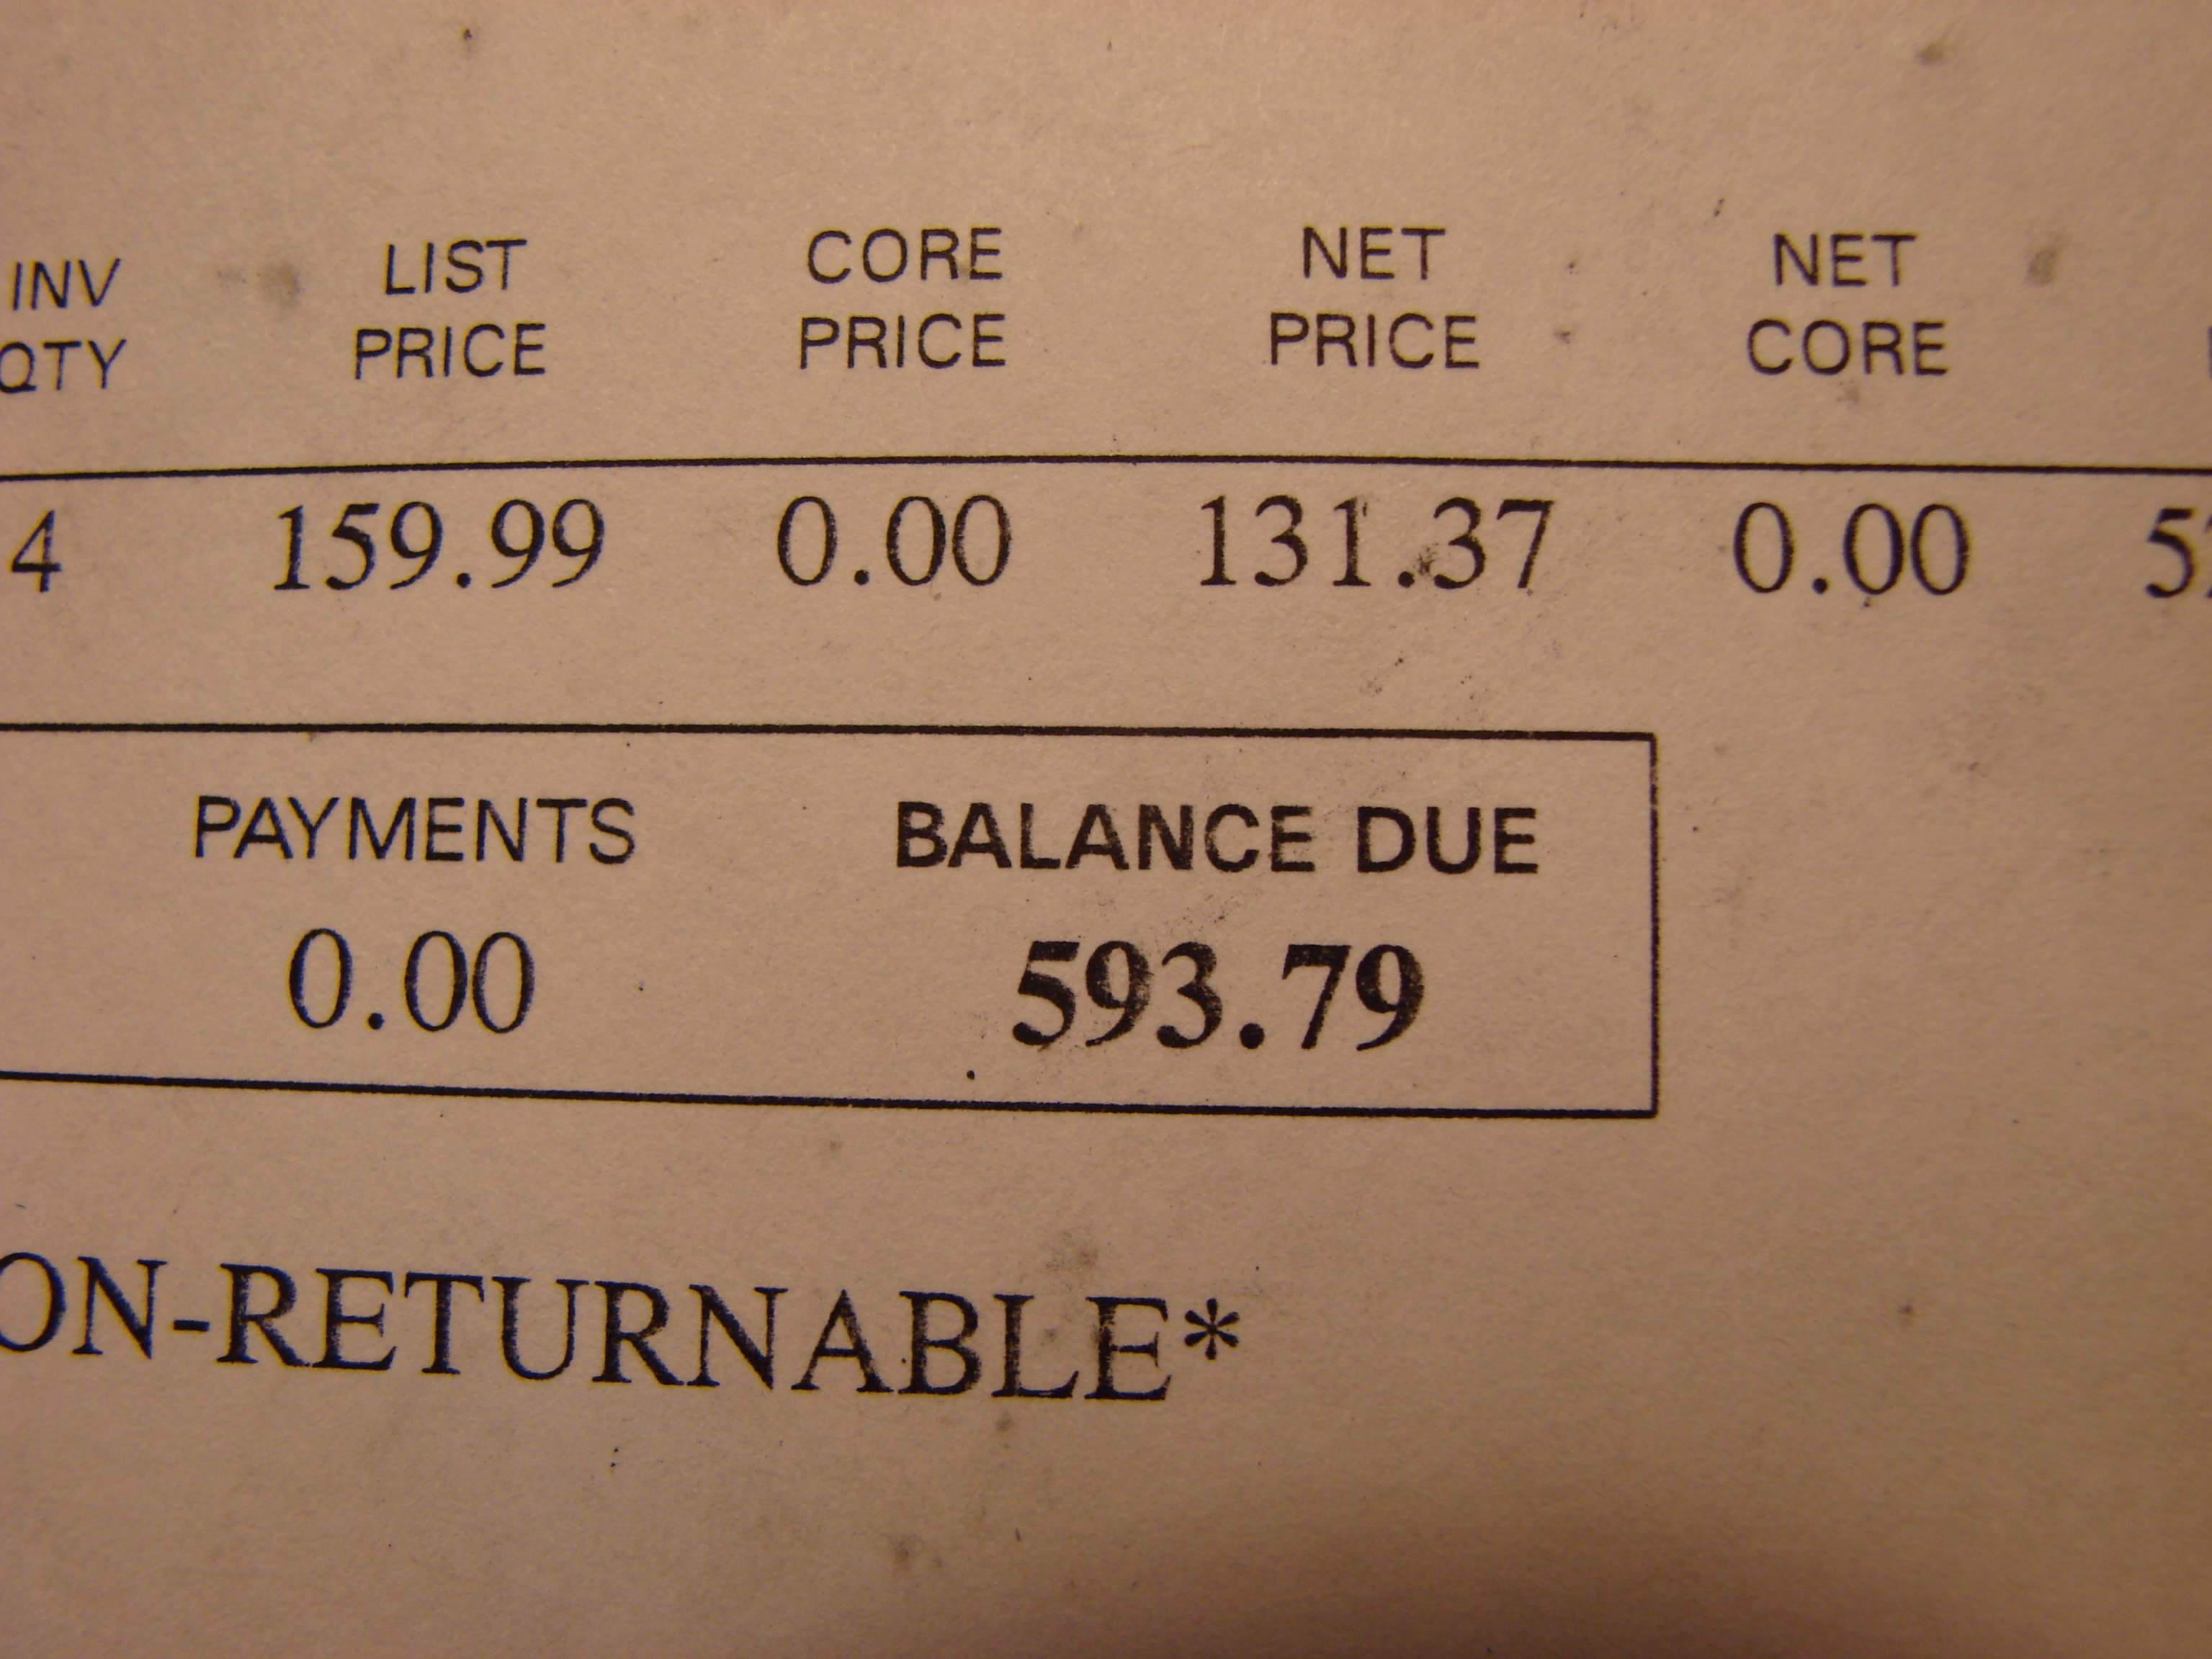 INV LIST CORE NET NET
QTY PRICE PRICE PRICE CORE
4 159.99 0.00 131.37 0.00
PAYMENTS BALANCE DUE
0.00 593.79
ON-RETURNABLE*